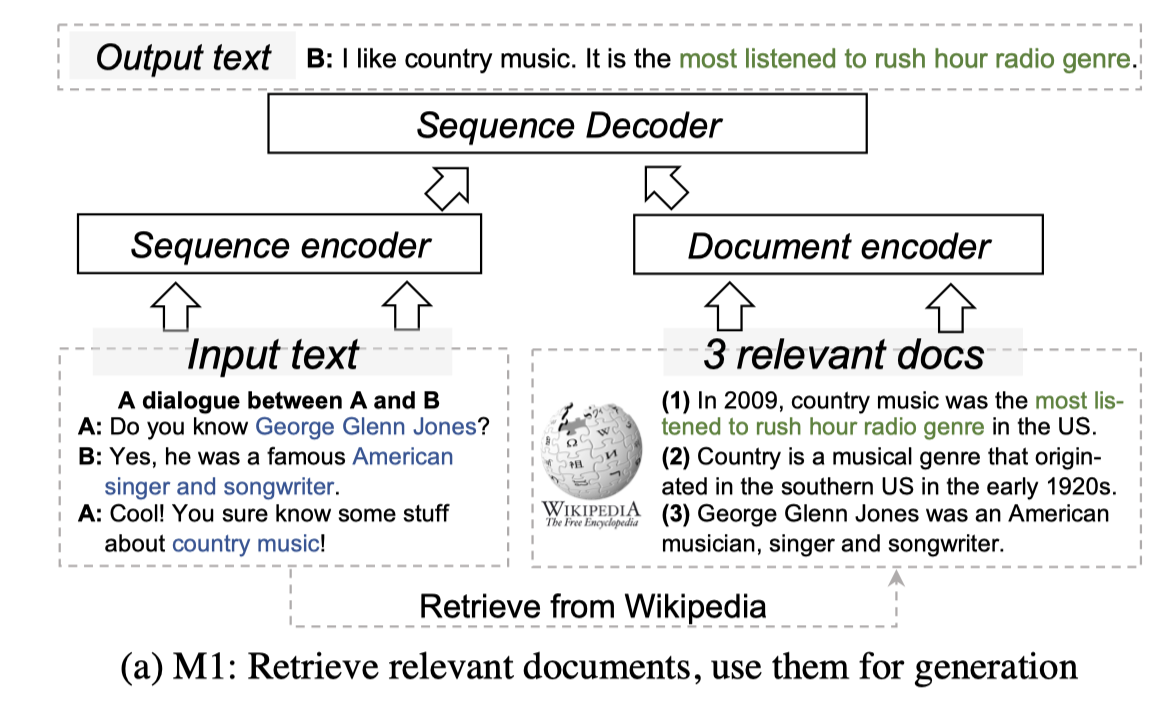 Output text B: I like country music. It is the most listened to rush hour radio genre.
Sequence Decoder
Sequence encoder
Document encoder
Input text
A dialogue between A and B
A: Do you know George Glenn Jones?
B: Yes, he was a famous American
singer and songwriter.
A: Cool! You sure know some stuff
about country music!
3 relevant docs
WIKIPEDIA
The Free Encyclopedia
(1) In 2009, country music was the most lis-
tened to rush hour radio genre in the US.
(2) Country is a musical genre that origin-
ated in the southern US in the early 1920s.
(3) George Glenn Jones was an American
musician, singer and songwriter.
Retrieve from Wikipedia
(a) M1: Retrieve relevant documents, use them for generation